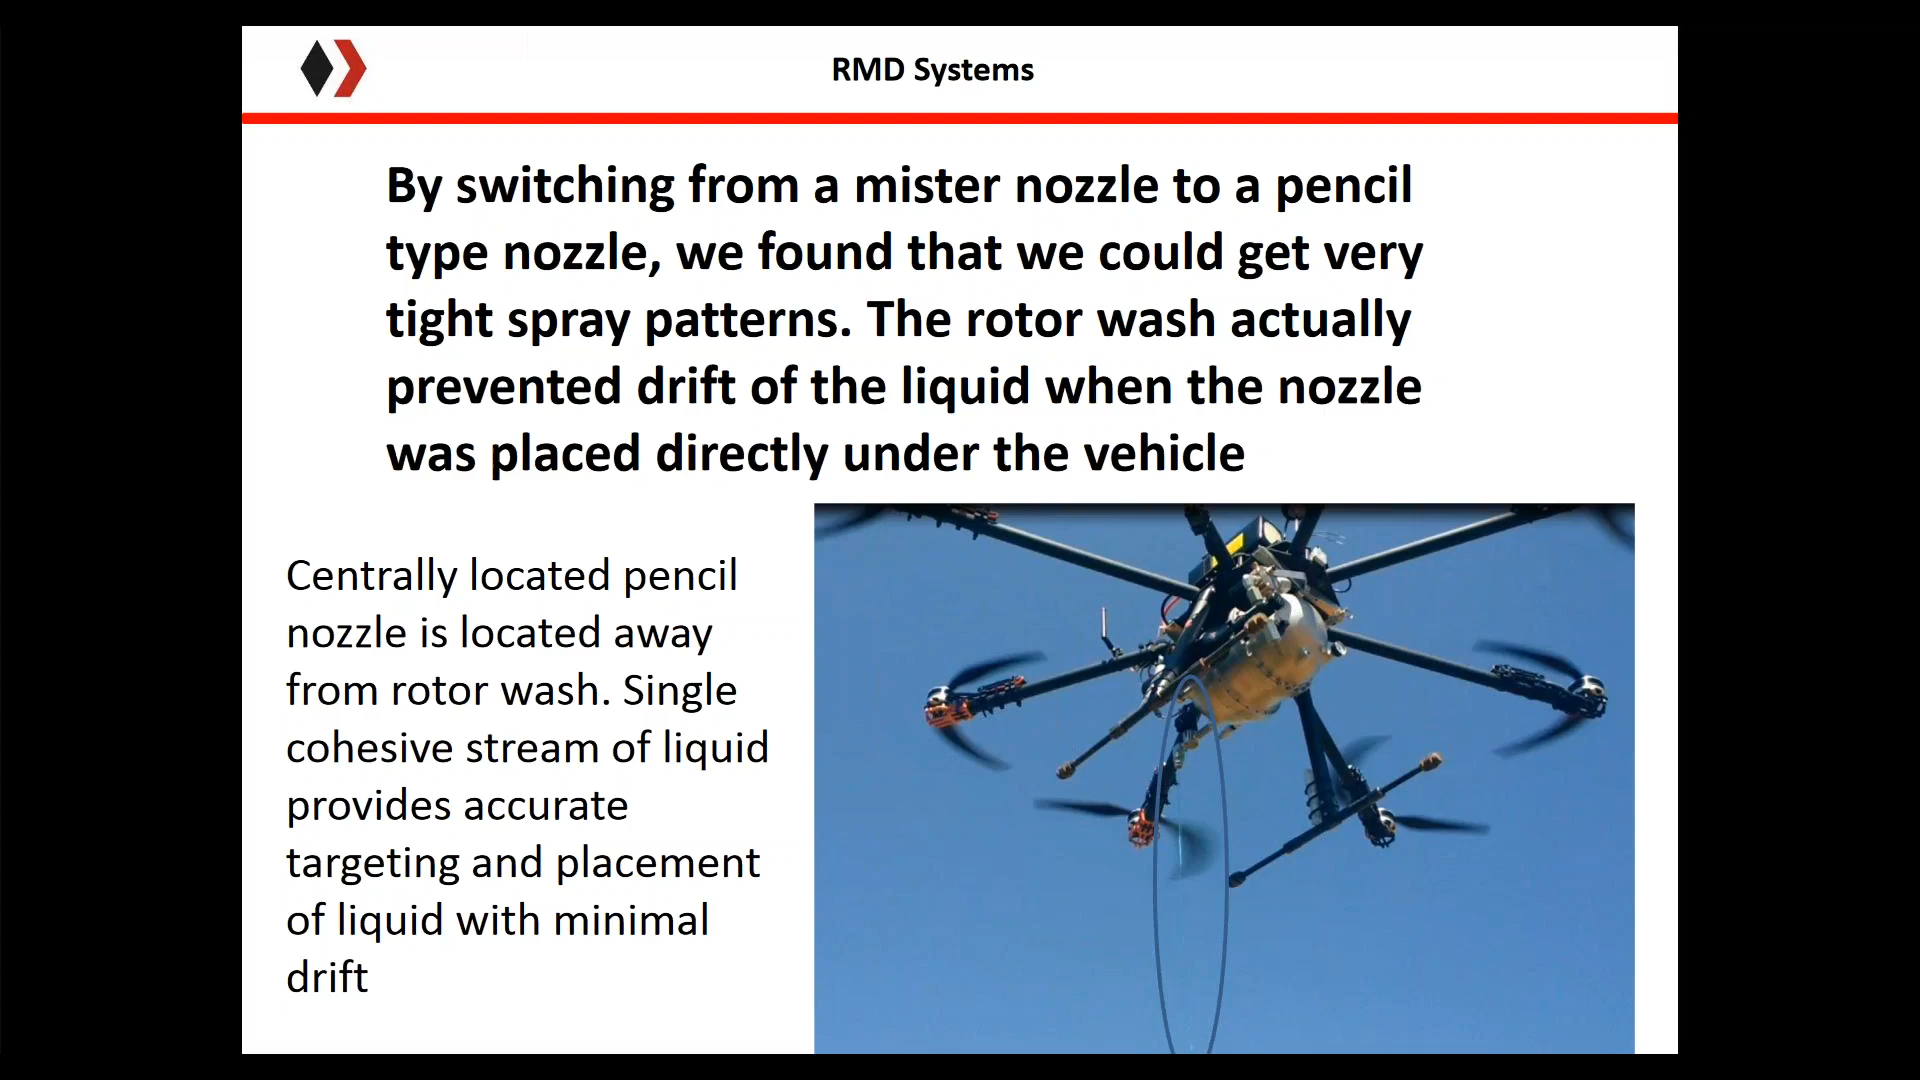 RMD Systems
By switching from a mister nozzle to a pencil
type nozzle, we found that we could get very
tight spray patterns. The rotor wash actually
prevented drift of the liquid when the nozzle
was placed directly under the vehicle
Centrally located pencil
nozzle is located away
from rotor wash. Single
cohesive stream of liquid
provides accurate
targeting and placement
of liquid with minimal
drift